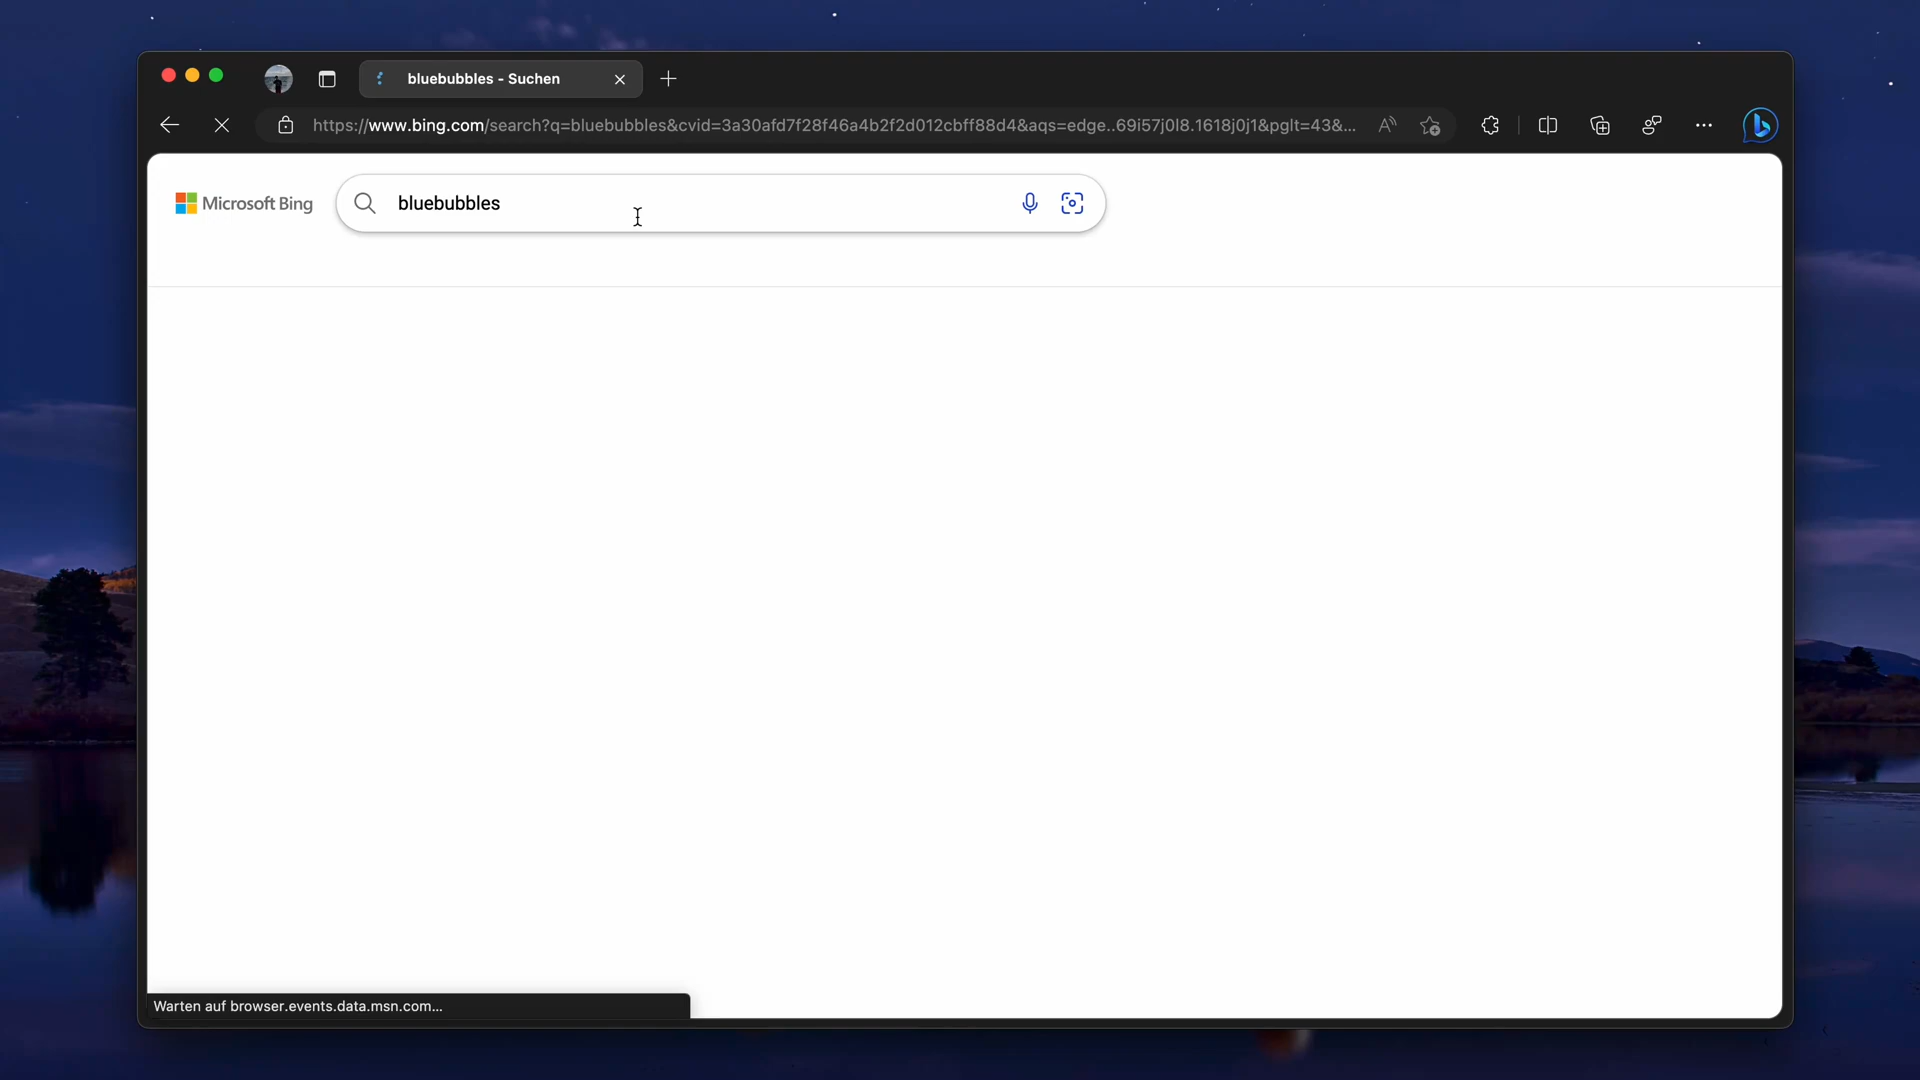 bluebubbles - Suchen
https://www.bing.com/search?q=bluebubbles&cvid=3a30afd7f28f46a4b2f2d012cbff88d4&aqs=edge..69i57j0l8.1618j0j1&pglt=43&...
Microsoft Bing
bluebubbles
Warten auf browser.events.data.msn.com...